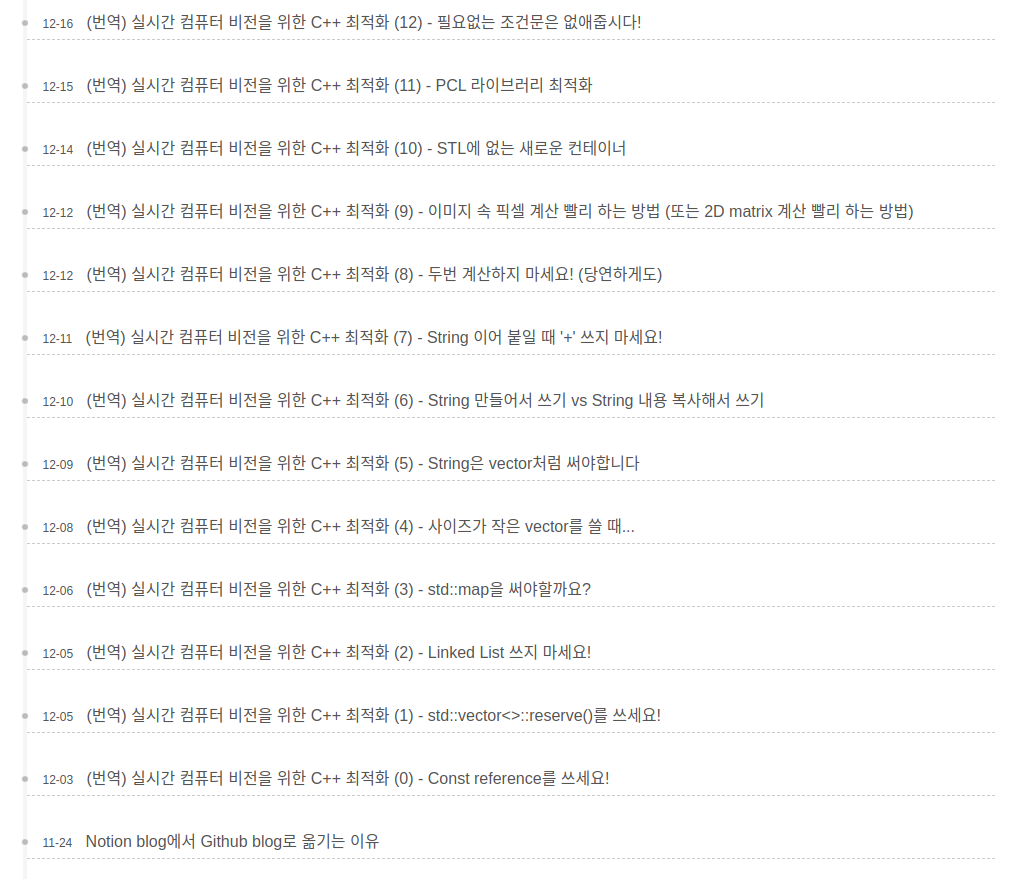 12-16 (번역) 실시간 컴퓨터 비전을 위한 C++ 최적화 (12) - 필요없는 조건문은 없애줍시다!
12-15 (번역) 실시간 컴퓨터 비전을 위한 C++ 최적화 (11) - PCL 라이브러리 최적화
12-14 (번역) 실시간 컴퓨터 비전을 위한 C++ 최적화 (10) - STL에 없는 새로운 컨테이너
12-12 (번역) 실시간 컴퓨터 비전을 위한 C++ 최적화 (9) - 이미지 속 픽셀 계산 빨리 하는 방법 (또는 2D matrix 계산 빨리 하는 방법)
12-12 (번역) 실시간 컴퓨터 비전을 위한 C++ 최적화 (8) - 두번 계산하지 마세요! (당연하게도)
12-11 (번역) 실시간 컴퓨터 비전을 위한 C++ 최적화 (7) - String 이어 붙일 때 '+' 쓰지 마세요!
12-10 (번역) 실시간 컴퓨터 비전을 위한 C++ 최적화 (6) - String 만들어서 쓰기 vs String 내용 복사해서 쓰기
12-09 (번역) 실시간 컴퓨터 비전을 위한 C++ 최적화 (5) - String은 vector처럼 써야합니다
12-08 (번역) 실시간 컴퓨터 비전을 위한 C++ 최적화 (4) - 사이즈가 작은 vector를 쓸 때...
12-06 (번역) 실시간 컴퓨터 비전을 위한 C++ 최적화 (3) - std::map을 써야할까요?
12-05 (번역) 실시간 컴퓨터 비전을 위한 C++ 최적화 (2) - Linked List 쓰지 마세요!
12-05 (번역) 실시간 컴퓨터 비전을 위한 C++ 최적화 (1) - std::vector<>::reserve()를 쓰세요!
12-03 (번역) 실시간 컴퓨터 비전을 위한 C++ 최적화 (0) - Const reference를 쓰세요!
11-24 Notion blog에서 Github blog로 옮기는 이유